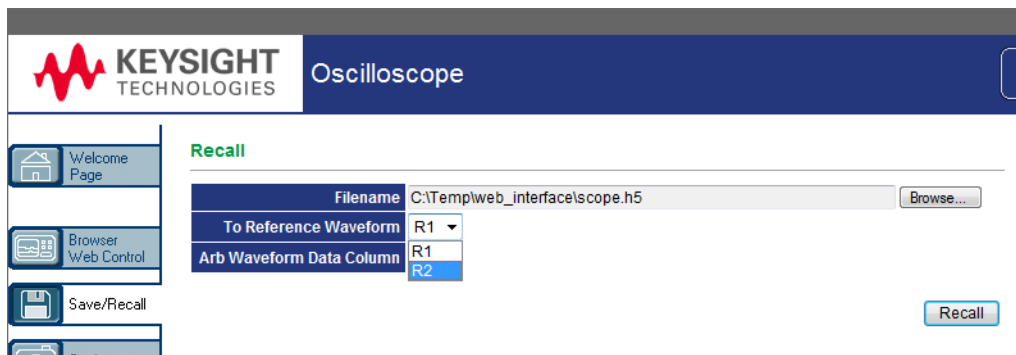 KEYSIGHT
TECHNOLOGIES
Oscilloscope
Welcome
Page
Browser
Web Control
Save/Recall
Recall
Filename C:\Temp\web_interface\scope.h5 Browse...
To Reference Waveform R1
R1
Arb Waveform Data Column
R2
Recall